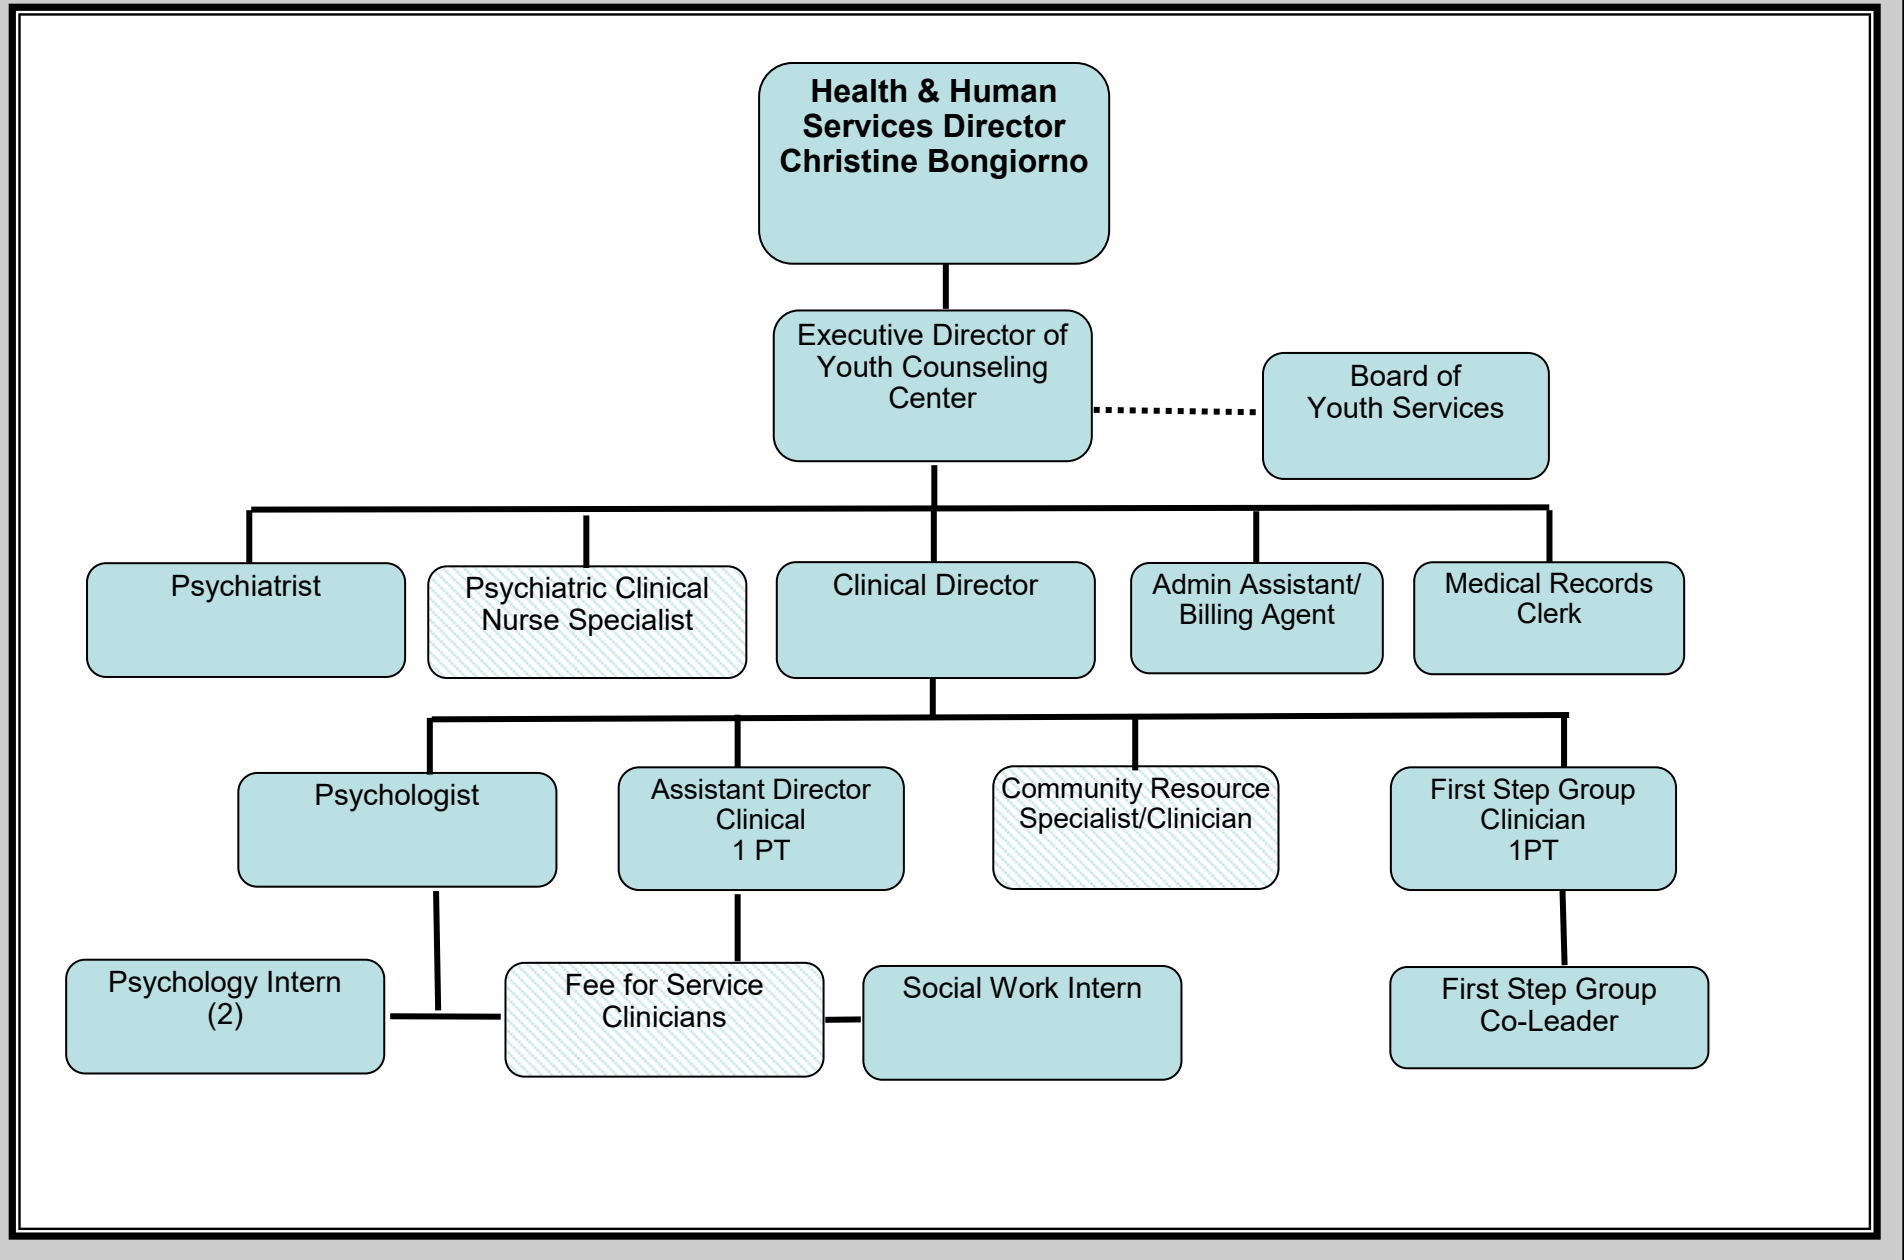 Health & Human
Services Director
Christine Bongiorno
Executive Director of
Youth Counseling
Center
Board of
Youth Services
Psychiatrist
Psychiatric Clinical
Nurse Specialist
Clinical Director
Admin Assistant/
Billing Agent
Medical Records
Clerk
Psychologist
Assistant Director
Clinical
1 PT
Community Resource
Specialist/Clinician
First Step Group
Clinician
1PT
Psychology Intern
(2)
Fee for Service
Clinicians
Social Work Intern
First Step Group
Co-Leader